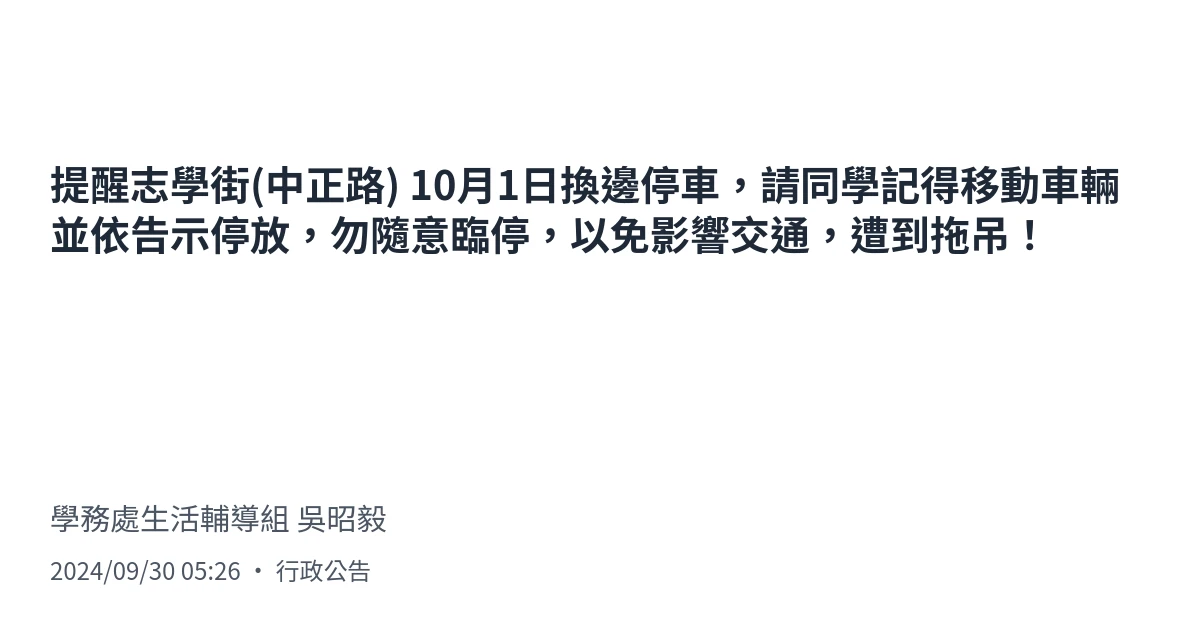 提醒志學街(中正路) 10月1日換邊停車，請同學記得移動車輛
並依告示停放，勿隨意臨停，以免影響交通，遭到拖吊！
學務處生活輔導組 吳昭毅
2024/09/30 05:26 • 行政公告